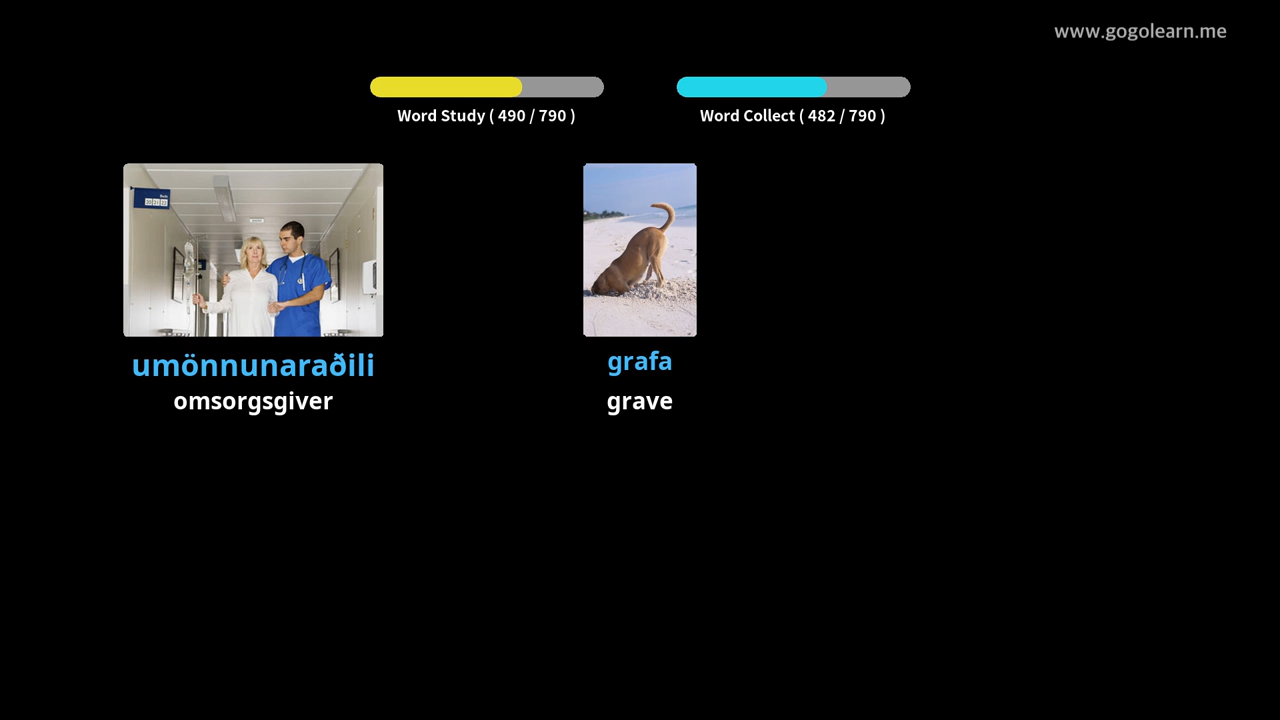 www.gogolearn.me
Word Study ( 490 / 790 )
Word Collect ( 482 / 790 )
umönnunaraðili
omsorgsgiver
grafa
grave